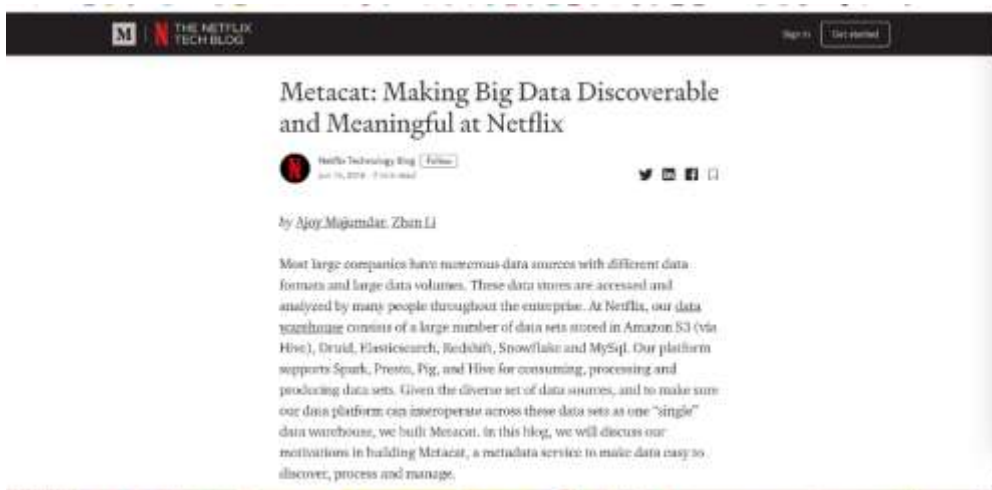 M
N
THE NETFLIX
TECH BLOG
Sign in
Get started
Metacat: Making Big Data Discoverable
and Meaningful at Netflix
Netflix Technology Blog Follow
2018 · 7 min read
by Ajoy Majumdar, Zhen Li
Most large companies have numerous data sources with different data
formats and large data volumes. These data stores are accessed and
analyzed by many people throughout the enterprise. At Netflix, our data
warehouse consists of a large number of data sets stored in Amazon S3 (via
Hive), Druid, Elasticsearch, Redshift, Snowflake and MySql. Our platform
supports Spark, Presto, Pig, and Hive for consuming, processing and
producing data sets. Given the diverse set of data sources, and to make sure
our data platform can interoperate across these data sets as one “single”
data warehouse, we built Metacat. In this blog, we will discuss our
motivations in building Metacat, a metadata service to make data easy to
discover, process and manage.